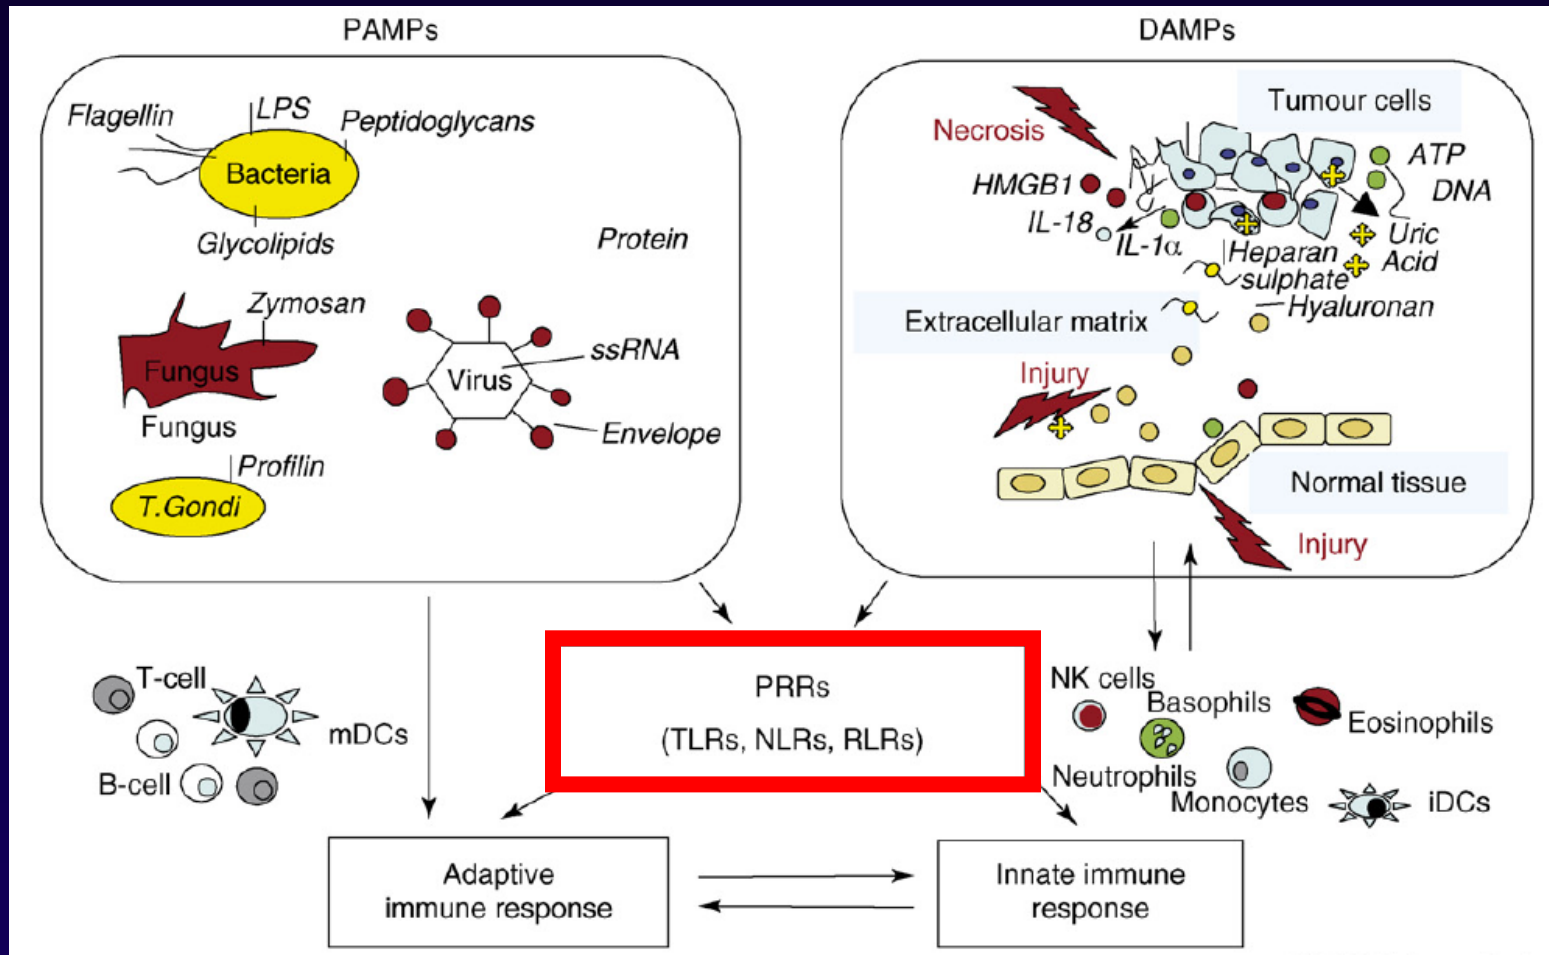 PAMPs
DAMPs
Flagellin
LPS
Peptidoglycans
Bacteria
Glycolipids
Protein
Zymosan
Fungus
Fungus
Virus
ssRNA
Envelope
Profilin
T.Gondi
Tumour cells
Necrosis
ATP
DNA
HMGB1
IL-18
IL-1α
Uric
Acid
Heparan
sulphate
Hyaluronan
Extracellular matrix
Injury
Normal tissue
Injury
T-cell
mDCs
B-cell
PRRs
(TLRs, NLRs, RLRs)
NK cells
Basophils
Eosinophils
Neutrophils
Monocytes
iDCs
Adaptive
immune response
Innate immune
response